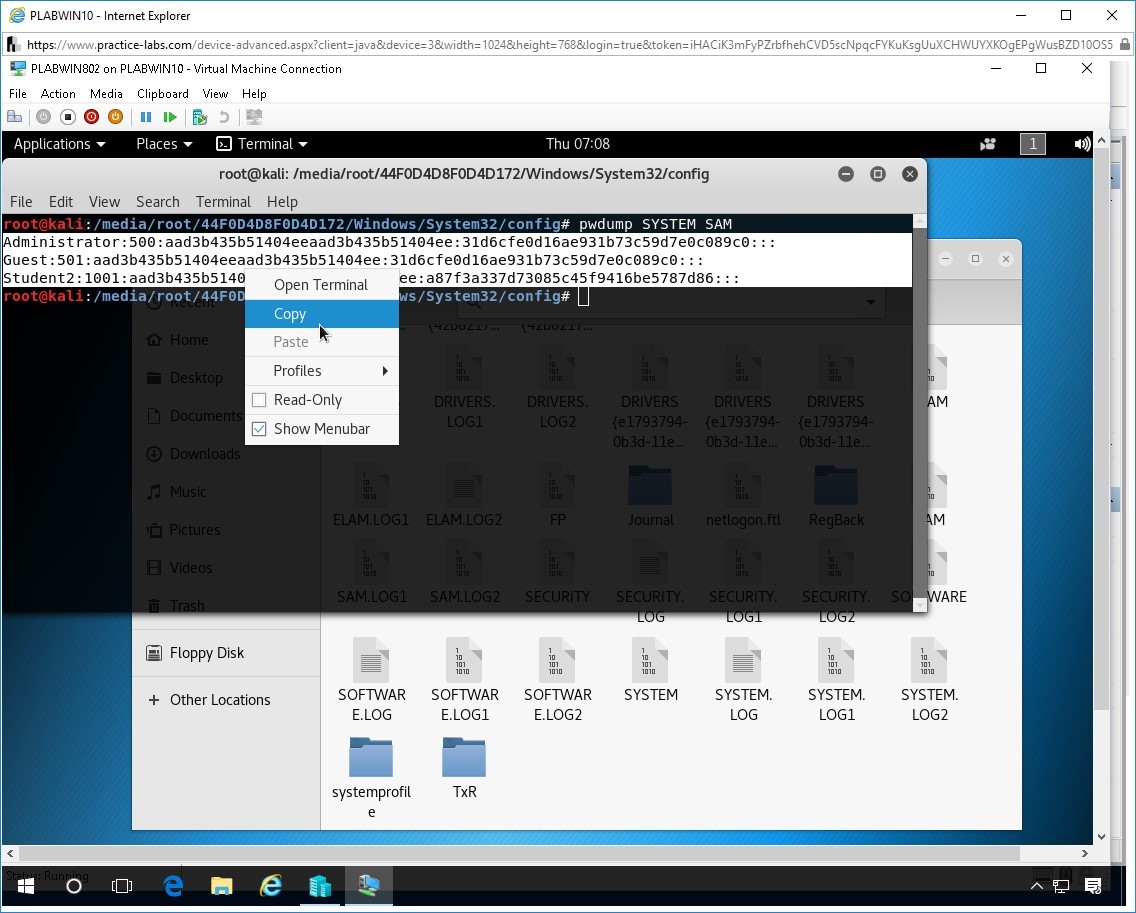 PLABWIN10 - Internet Explorer
https://www.practice-labs.com/device-advanced.aspx?client=java&device=3&width=1024&height=768&login=true&token=iHACiK3mFyPZrbfhehCVD5scNpqcFYKuKsgUuXCHWUYXKOgEPgWusBZD10OS5
PLABWIN802 on PLABWIN10 - Virtual Machine Connection
File Action Media Clipboard View Help
Applications Places Terminal Thu 07:08 1
root@kali: /media/root/44F0D4D8F0D4D172/Windows/System32/config
File Edit View Search Terminal Help
root@kali:/media/root/44F0D4D8F0D4D172/Windows/System32/config# pwdump SYSTEM SAM
Administrator:500:aad3b435b51404eeaad3b435b51404ee:31d6cfe0d16ae931b73c59d7e0c089c0:::
Guest:501:aad3b435b51404eeaad3b435b51404ee:31d6cfe0d16ae931b73c59d7e0c089c0:::
Student2:1001:aad3b435b5140 ee:a87f3a337d73085c45f9416be5787d86:::
root@kali:/media/root/44F0D ws/System32/config#
Open Terminal
Copy
Paste
Profiles
Read-Only
Show Menubar
Recent
Home
Desktop
Documents
Downloads
Music
Pictures
Videos
Trash
Floppy Disk
Other Locations
{42b8217... {42b8217...
DRIVERS. DRIVERS. DRIVERS DRIVERS DRIVERS AM
LOG1 LOG2 {e1793794- {e1793794- {e1793794-
0b3d-11e... 0b3d-11e... 0b3d-11e...
ELAM.LOG1 ELAM.LOG2 FP Journal netlogon.ftl RegBack AM
SAM.LOG1 SAM.LOG2 SECURITY SECURITY. SECURITY. SECURITY. SOFTWARE
LOG LOG1 LOG2
SOFTWAR SOFTWAR SOFTWAR SYSTEM SYSTEM. SYSTEM. SYSTEM.
E.LOG E.LOG1 E.LOG2 LOG LOG1 LOG2
systemprofil TxR
e
Status: Running